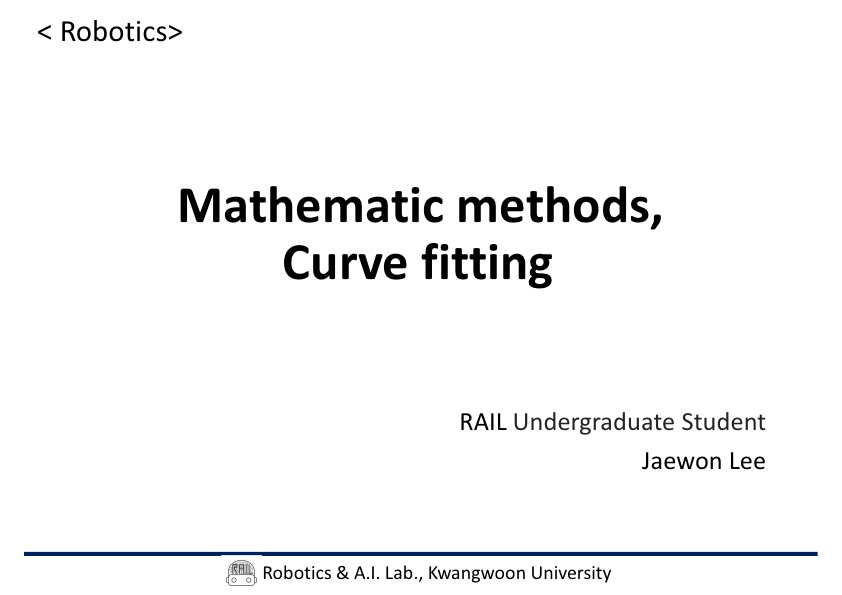 < Robotics>
Mathematic methods,
Curve fitting
RAIL Undergraduate Student
Jaewon Lee
RAIL
Robotics & A.I. Lab., Kwangwoon University